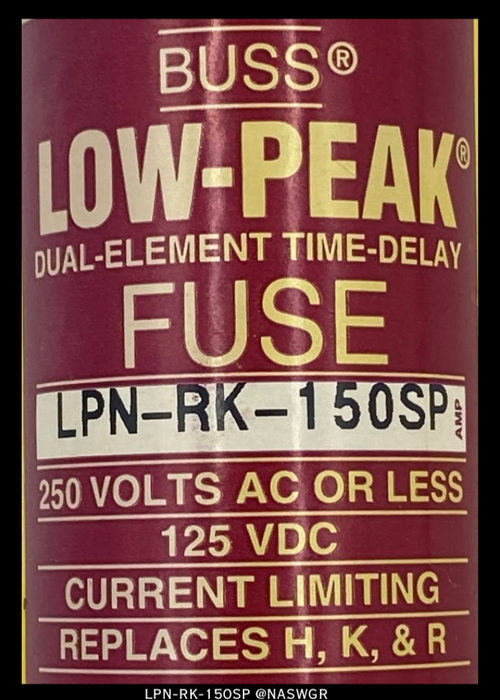 BUSS®
LOW-PEAK®
DUAL-ELEMENT TIME-DELAY
FUSE
LPN-RK-150SP AMP
250 VOLTS AC OR LESS
125 VDC
CURRENT LIMITING
REPLACES H, K, & R
LPN-RK-150SP @NASWGR